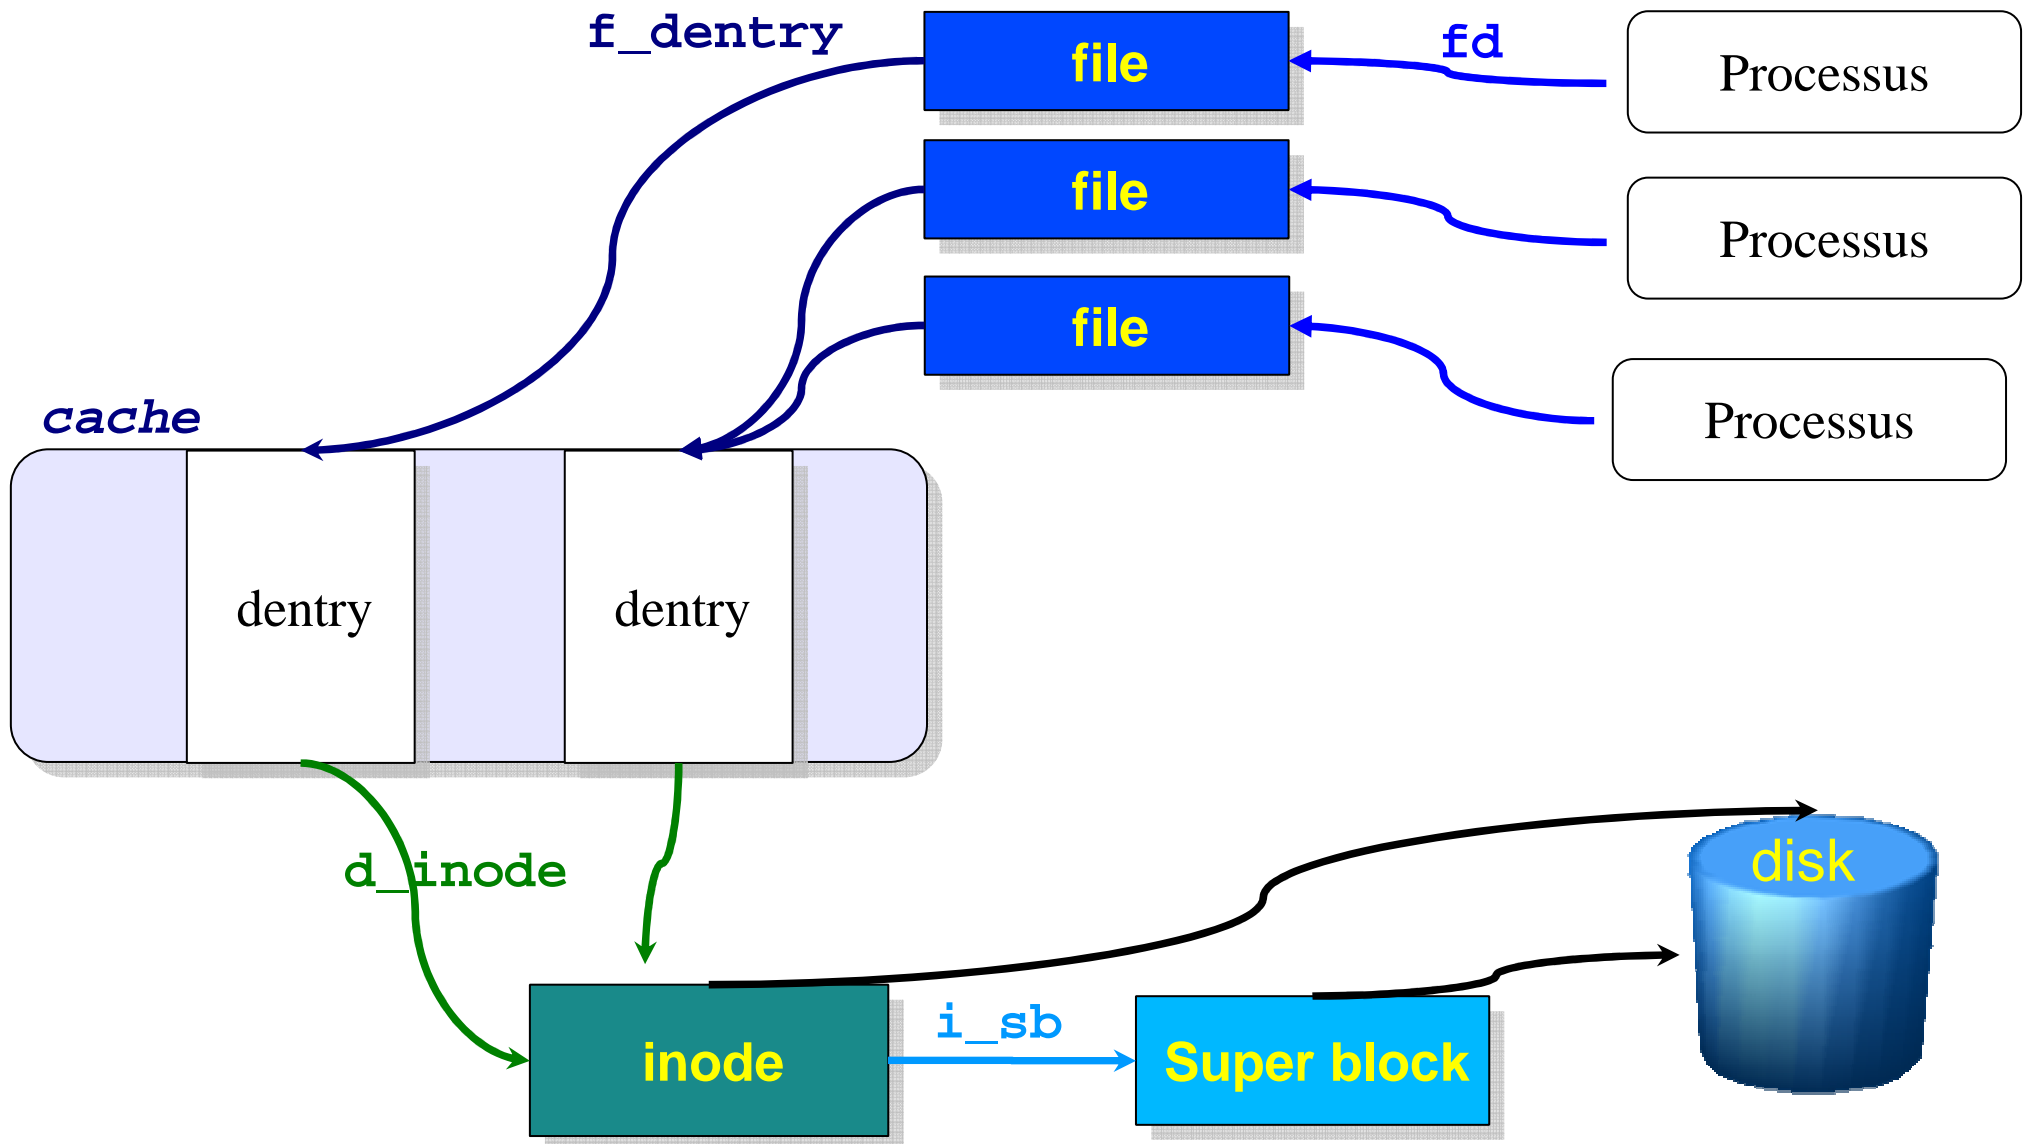 f_dentry
file
fd
Processus
file
Processus
file
Processus
cache
dentry
dentry
disk
d_inode
i_sb
inode
Super block